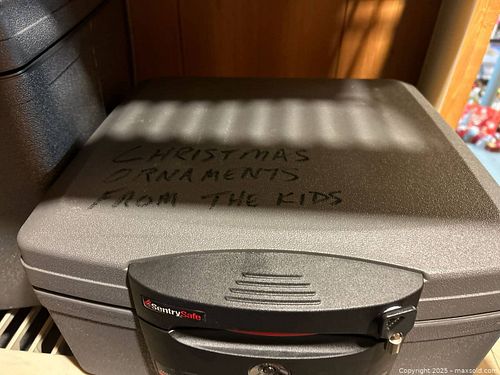 CHRISTMAS
ORNAMENTS
FROM THE KIDS
SentrySafe
Copyright 2025 - maxsold.com